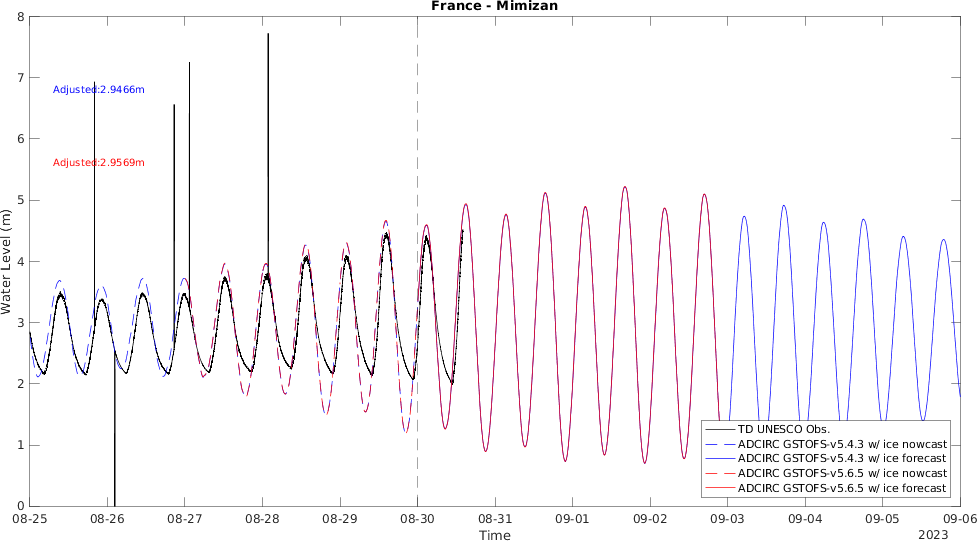 France - Mimizan
8
7
6
5
4
3
2
1
0
Water Level (m)
Adjusted:2.9466m
Adjusted:2.9569m
TD UNESCO Obs.
ADCIRC GSTOFS-v5.4.3 w/ ice nowcast
ADCIRC GSTOFS-v5.4.3 w/ ice forecast
ADCIRC GSTOFS-v5.6.5 w/ ice nowcast
ADCIRC GSTOFS-v5.6.5 w/ ice forecast
08-25 08-26 08-27 08-28 08-29 08-30 08-31 09-01 09-02 09-03 09-04 09-05 09-06
Time
2023